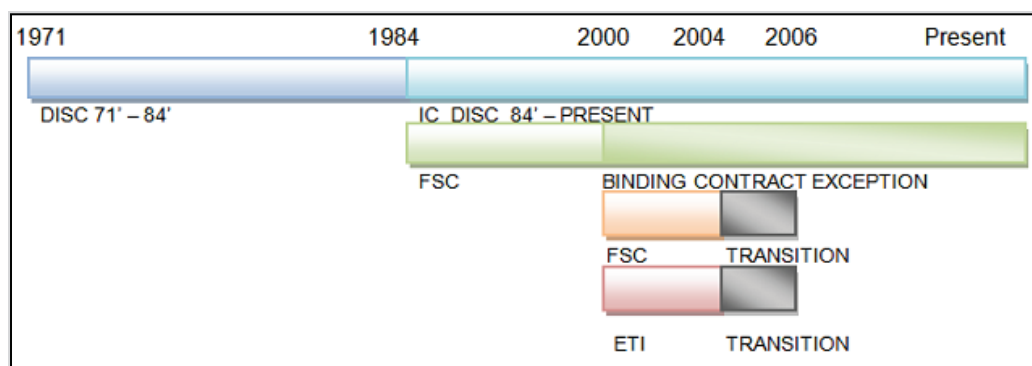 1971 1984 2000 2004 2006 Present
DISC 71’ – 84’ IC DISC 84’ – PRESENT
FSC BINDING CONTRACT EXCEPTION
FSC TRANSITION
ETI TRANSITION